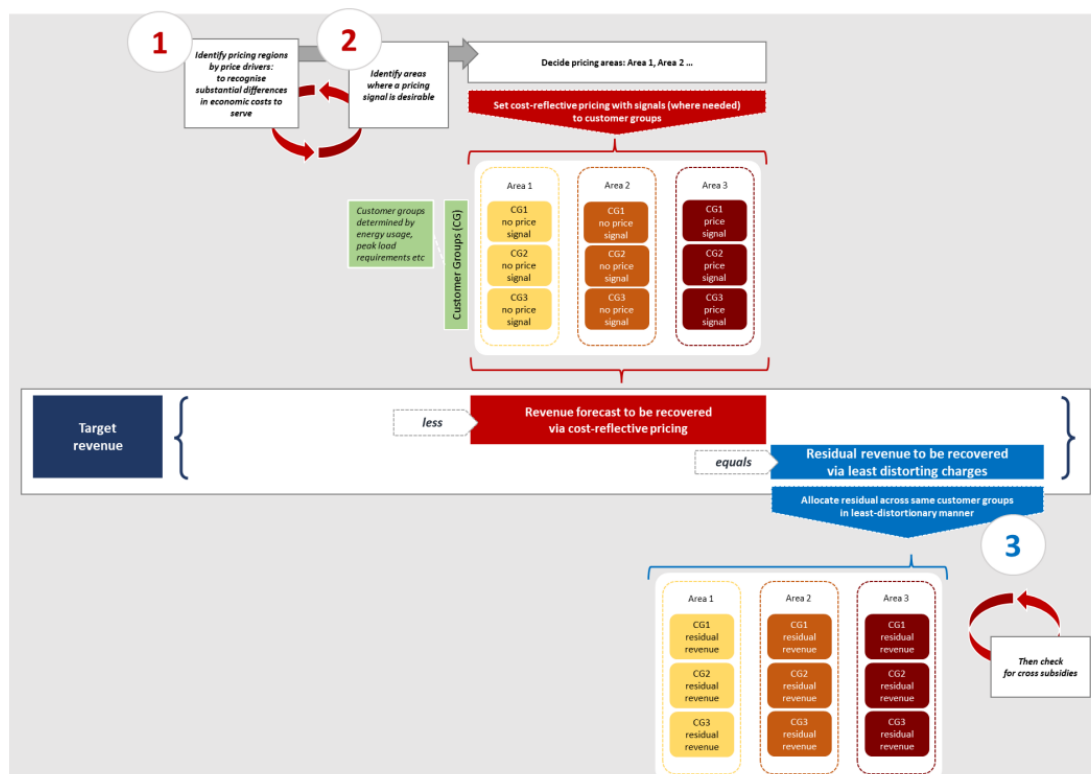 1
Identify pricing regions
by price drivers:
to recognise
substantial differences
in economic costs to
serve
2
Identify areas
where a pricing
signal is desirable
Decide pricing areas: Area 1, Area 2 ...
Set cost-reflective pricing with signals (where needed)
to customer groups
Customer groups
determined by
energy usage,
peak load
requirements etc
Customer Groups (CG)
Area 1
CG1
no price
signal
CG2
no price
signal
CG3
no price
signal
Area 2
CG1
no price
signal
CG2
no price
signal
CG3
no price
signal
Area 3
CG1
price
signal
CG2
price
signal
CG3
price
signal
Target
revenue
less
Revenue forecast to be recovered
via cost-reflective pricing
equals
Residual revenue to be recovered
via least distorting charges
Allocate residual across same customer groups
in least-distortionary manner
3
Area 1
CG1
residual
revenue
CG2
residual
revenue
CG3
residual
revenue
Area 2
CG1
residual
revenue
CG2
residual
revenue
CG3
residual
revenue
Area 3
CG1
residual
revenue
CG2
residual
revenue
CG3
residual
revenue
Then check
for cross subsidies